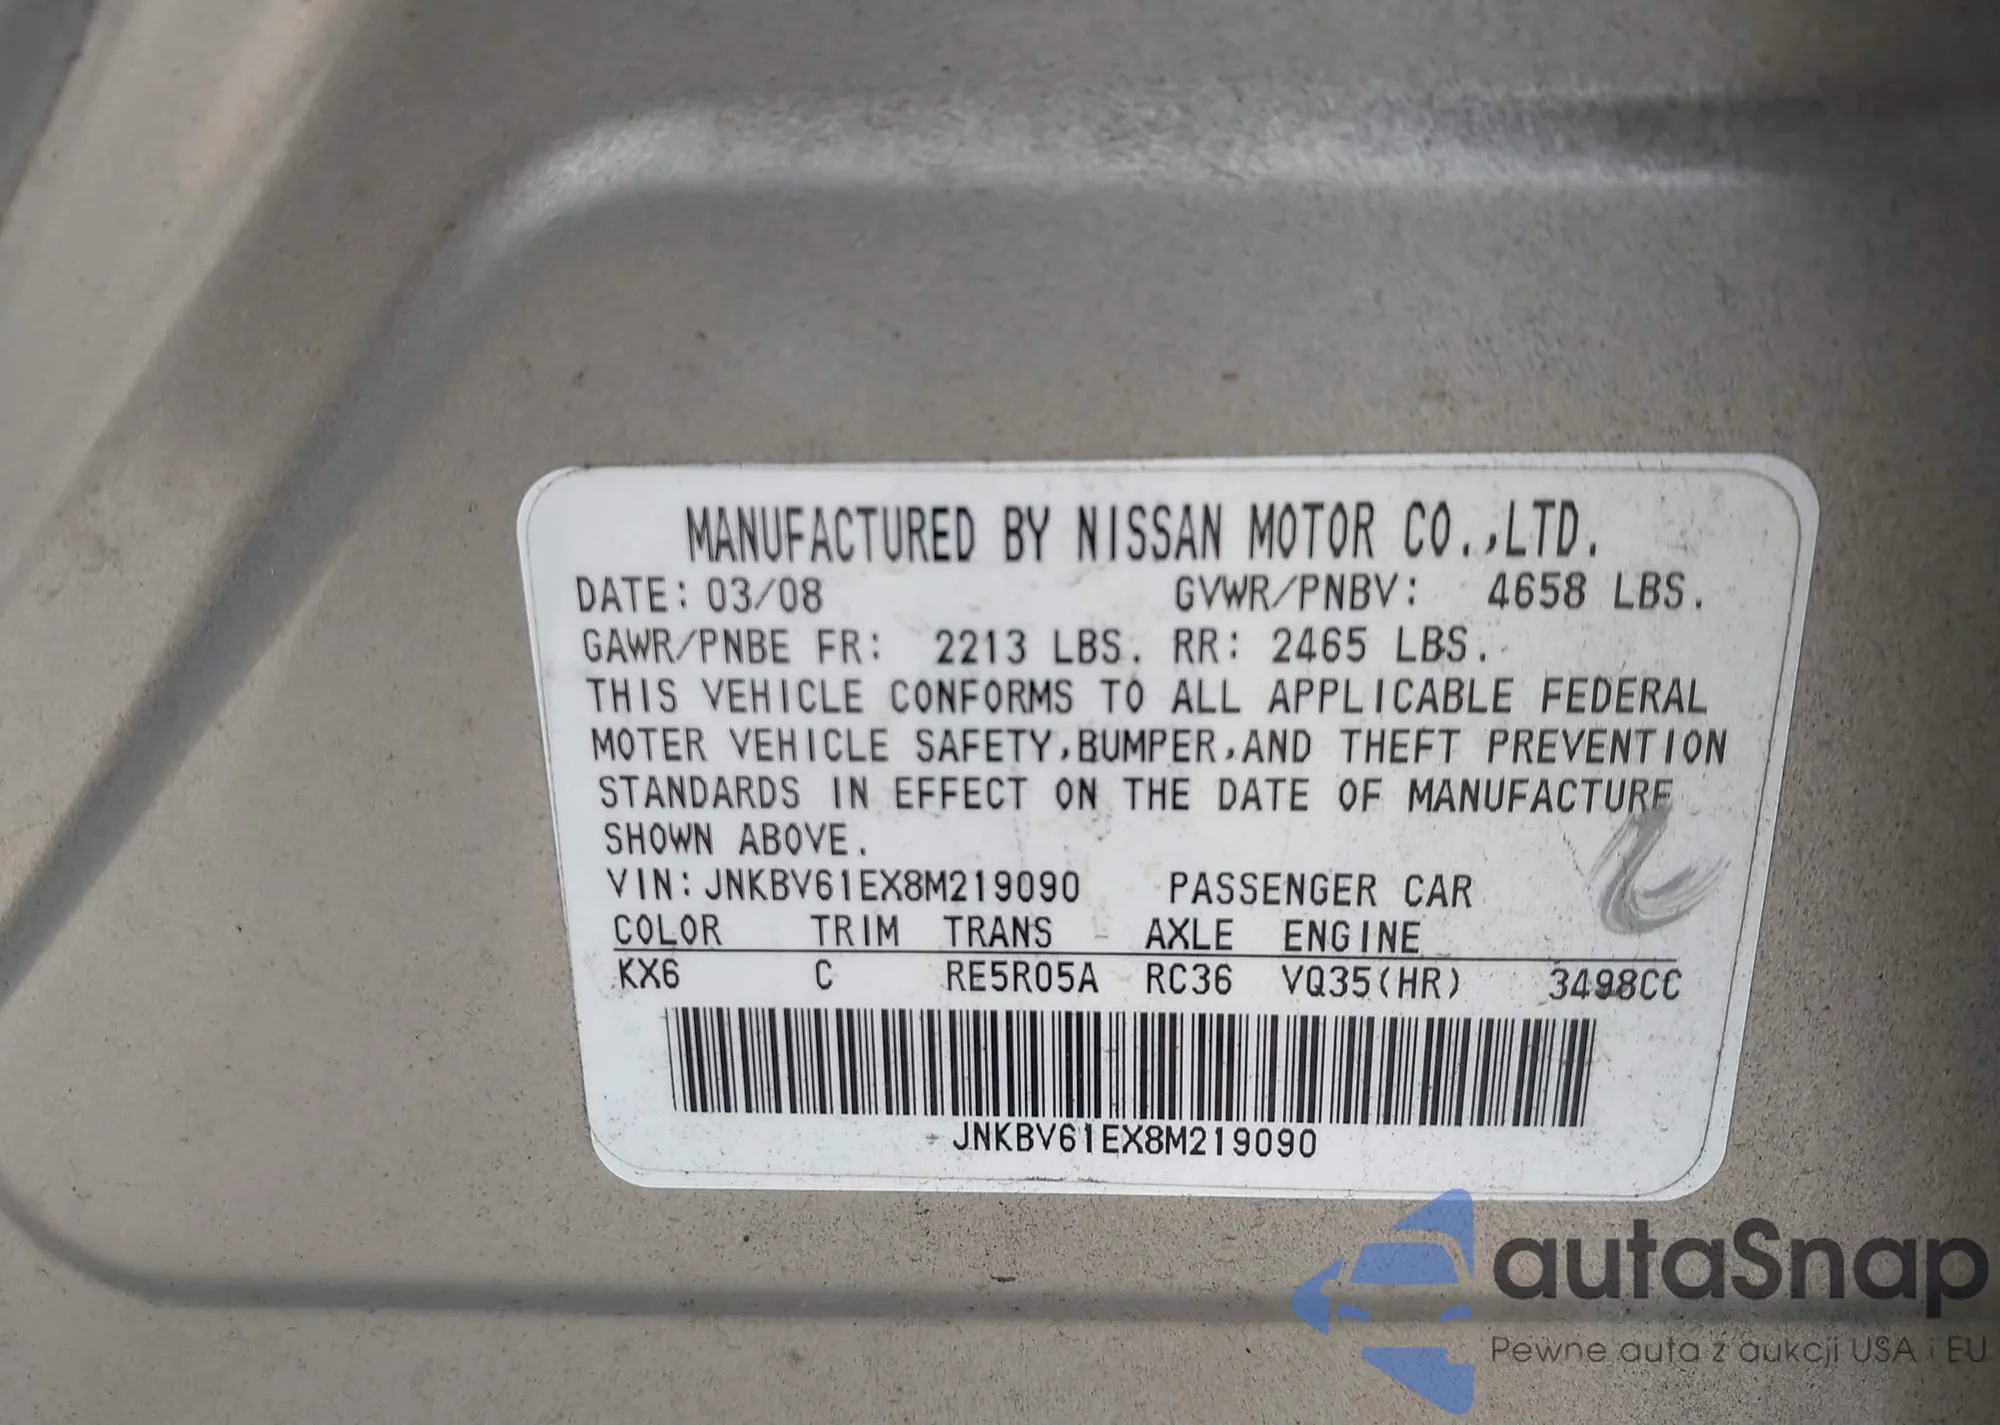 MANUFACTURED BY NISSAN MOTOR CO.,LTD.
DATE: 03/08 GVWR/PNBV: 4658 LBS.
GAWR/PNBE FR: 2213 LBS. RR: 2465 LBS.
THIS VEHICLE CONFORMS TO ALL APPLICABLE FEDERAL
MOTER VEHICLE SAFETY,BUMPER,AND THEFT PREVENTION
STANDARDS IN EFFECT ON THE DATE OF MANUFACTURE
SHOWN ABOVE.
VIN: JNKBV61EX8M219090 PASSENGER CAR
COLOR TRIM TRANS AXLE ENGINE
KX6 C RE5R05A RC36 VQ35(HR) 3498CC
JNKBV61EX8M219090
autaSnap
Pewne auta z aukcji USA i EU